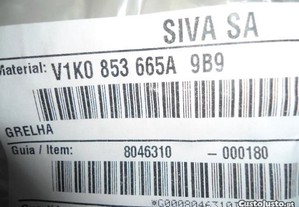 SIVA SA
Material: V1K0 853 665A 9B9
GRELHA
Guia / Item: 8046310 -000180
CustoJusto.pt